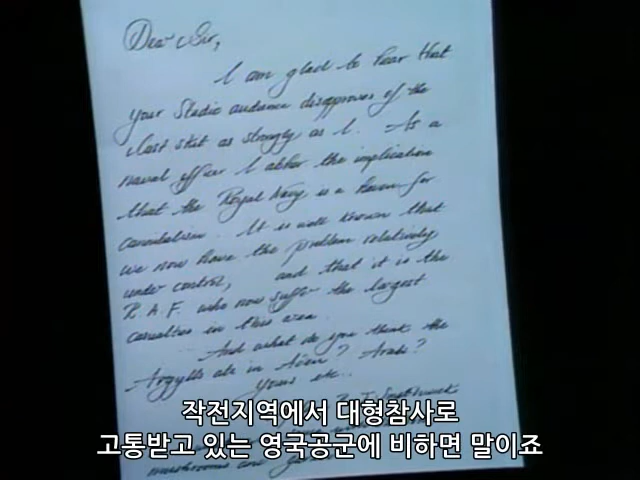 Dear Sir,
I am glad to hear that
your Studio audience disapproves of the
last skit as strongly as I. As a
naval officer I abhor the implication
that the Royal Navy is a haven for
cannibalism. It is well known that
we now have the problem relatively
under control, and that it is the
R.A.F. who now suffer the largest
casualties in this area.
And what do you think the
Argylls ate in Aden? Arabs?
Yours etc..
작전지역에서 대형참사로
고통받고 있는 영국공군에 비하면 말이죠
mushrooms are